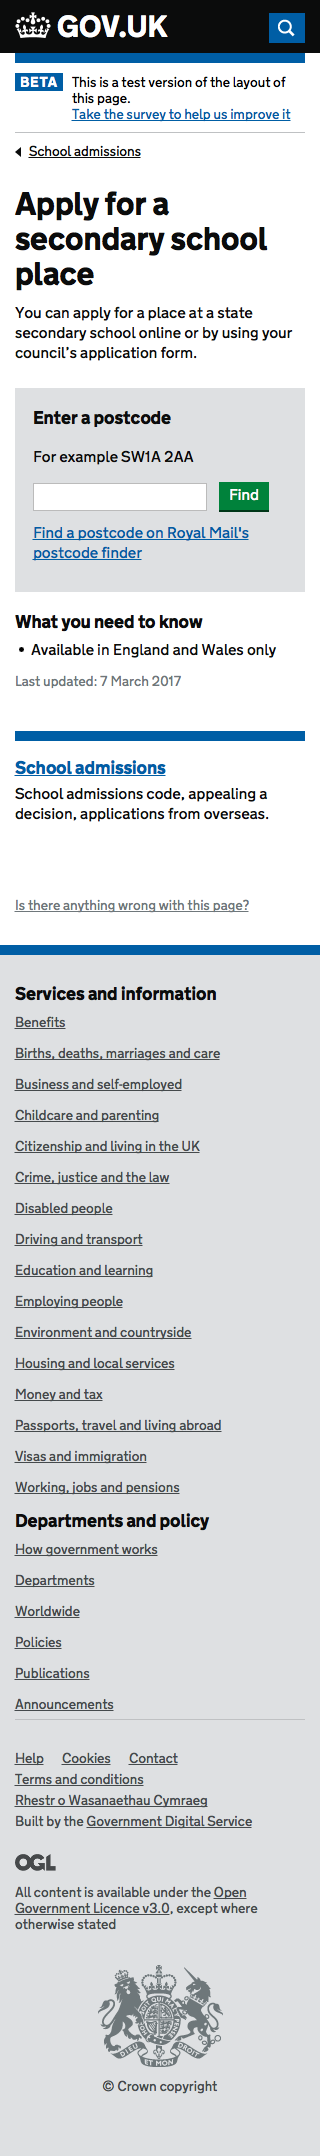 GOV.UK
BETA
This is a test version of the layout of
this page.
Take the survey to help us improve it
School admissions
Apply for a
secondary school
place
You can apply for a place at a state
secondary school online or by using your
council's application form.
Enter a postcode
For example SW1A 2AA
Find
Find a postcode on Royal Mail's
postcode finder
What you need to know
• Available in England and Wales only
Last updated: 7 March 2017
School admissions
School admissions code, appealing a
decision, applications from overseas.
Is there anything wrong with this page?
Services and information
Benefits
Births, deaths, marriages and care
Business and self-employed
Childcare and parenting
Citizenship and living in the UK
Crime, justice and the law
Disabled people
Driving and transport
Education and learning
Employing people
Environment and countryside
Housing and local services
Money and tax
Passports, travel and living abroad
Visas and immigration
Working, jobs and pensions
Departments and policy
How government works
Departments
Worldwide
Policies
Publications
Announcements
Help Cookies Contact
Terms and conditions
Rhestr o Wasanaethau Cymraeg
Built by the Government Digital Service
OGL
All content is available under the Open
Government Licence v3.0, except where
otherwise stated
DIEU ET MON DROIT
© Crown copyright